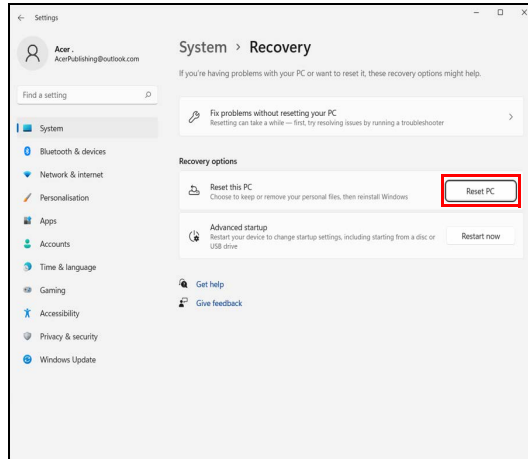 Settings
Acer .
AcerPublishing@outlook.com
Find a setting
System
Bluetooth & devices
Network & internet
Personalisation
Apps
Accounts
Time & language
Gaming
Accessibility
Privacy & security
Windows Update
System > Recovery
If you're having problems with your PC or want to reset it, these recovery options might help.
Fix problems without resetting your PC
Resetting can take a while — first, try resolving issues by running a troubleshooter
Recovery options
Reset this PC
Choose to keep or remove your personal files, then reinstall Windows
Reset PC
Advanced startup
Restart your device to change startup settings, including starting from a disc or
USB drive
Restart now
Get help
Give feedback